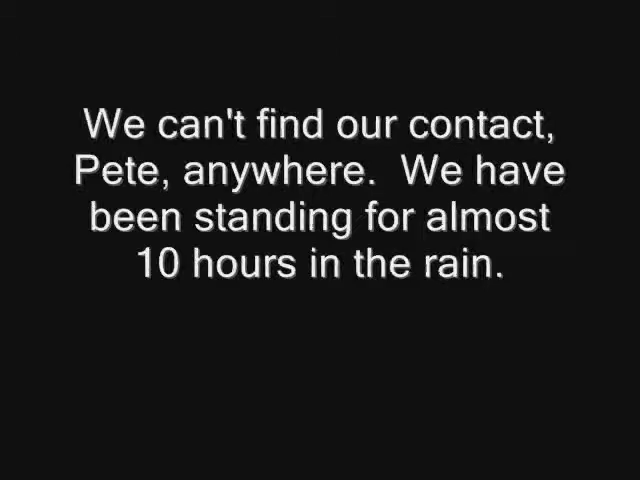 We can't find our contact,
Pete, anywhere.  We have
been standing for almost
10 hours in the rain.